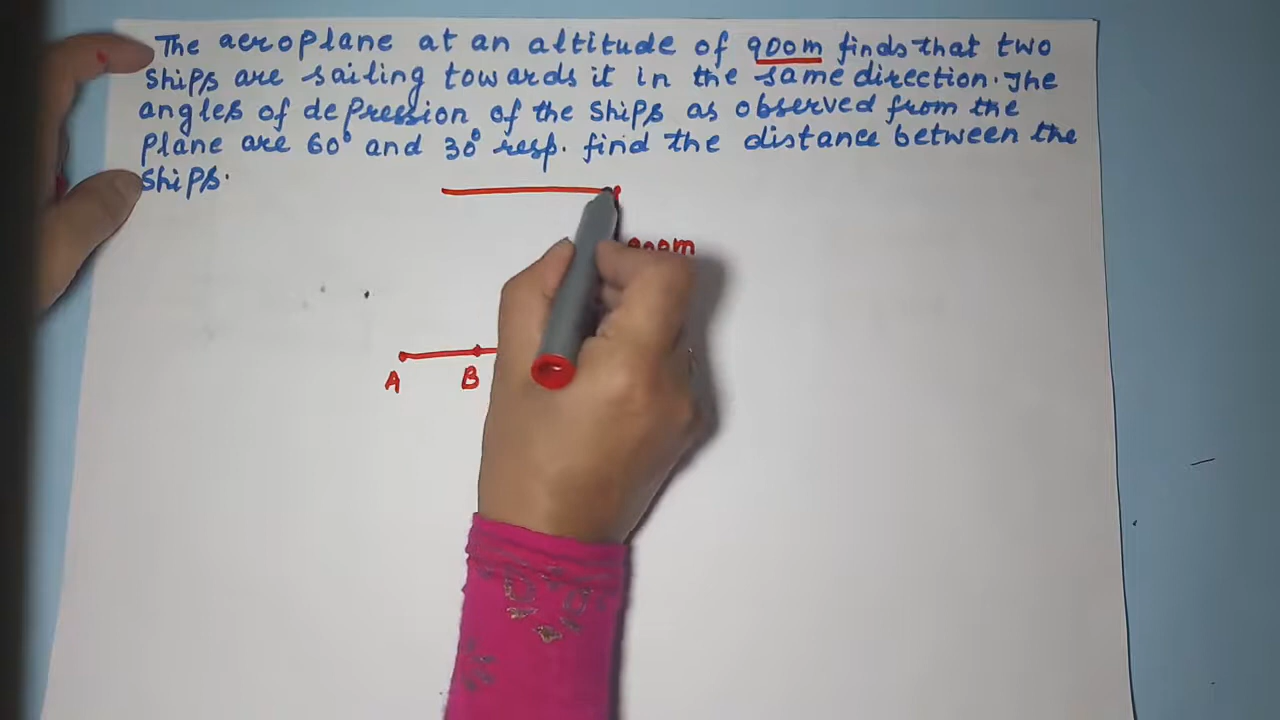 The aeroplane at an altitude of 900m finds that two
ships are sailing towards it in the same direction. The
angles of depression of the ships as observed from the
plane are 60° and 30° resp. find the distance between the
ships.
900m
A B